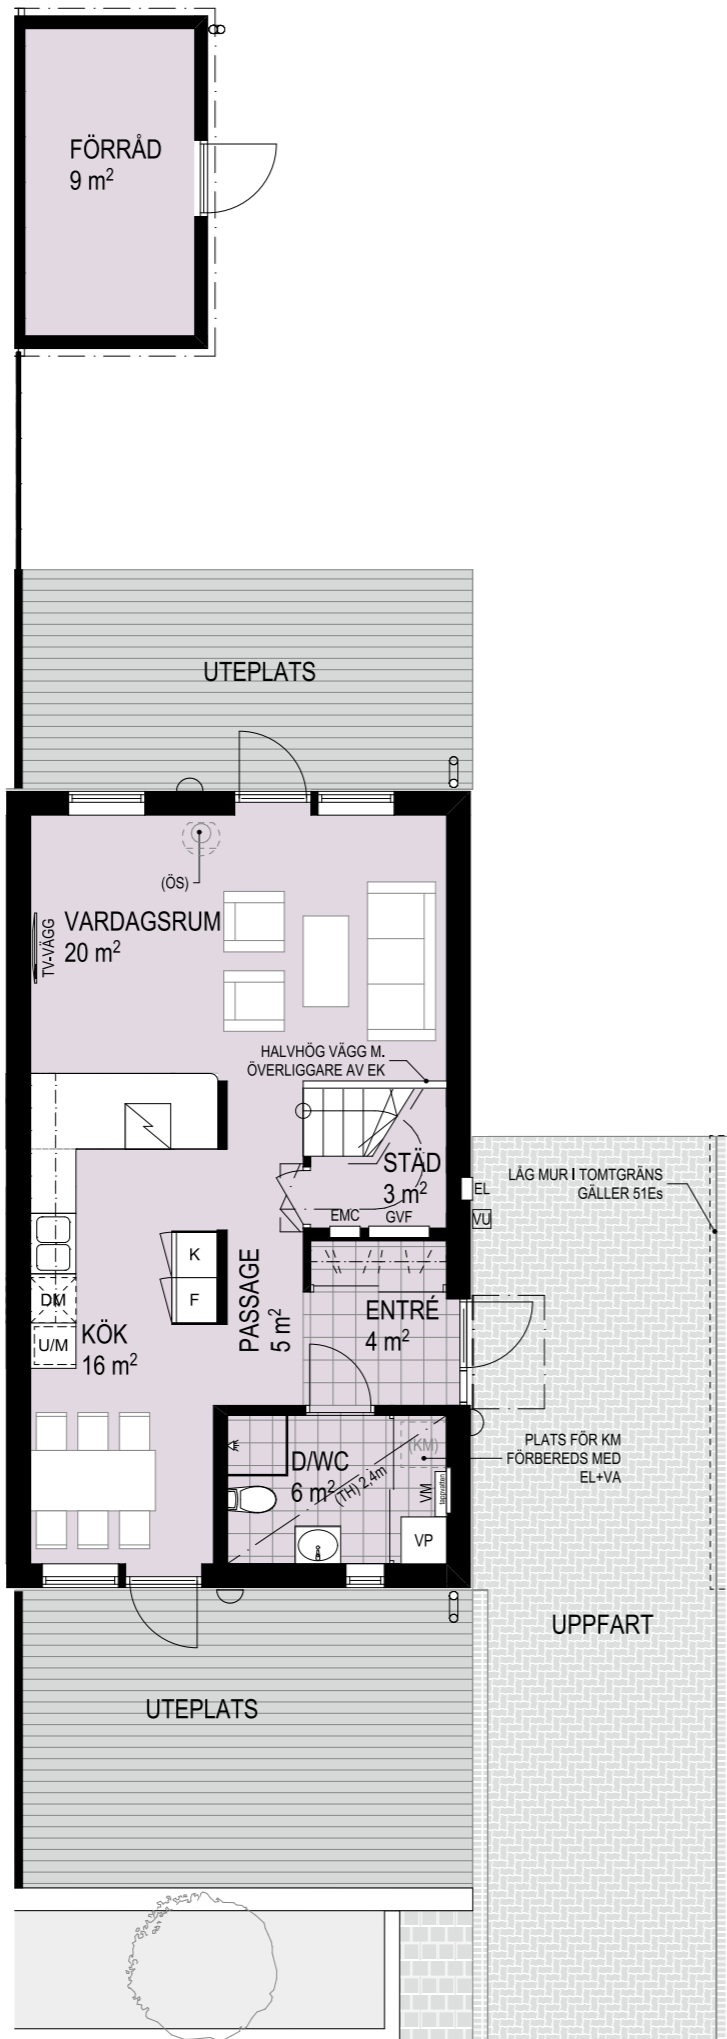 FÖRRÅD
9 m²
UTEPLATS
(ÖS)
TV-VÄGG
VARDAGSRUM
20 m²
HALVHÖG VÄGG M.
ÖVERLIGGARE AV EK
STÄD
3 m²
EMC
GVF
EL
VU
LÅG MUR I TOMTGRÄNS
GÄLLER 51Es
K
F
DM
U/M
KÖK
16 m²
PASSAGE
5 m²
ENTRÉ
4 m²
D/WC
6 m²
(TH) 2,4m
(KM)
VM
VP
PLATS FÖR KM
FÖRBEREDS MED
EL+VA
UPPFART
UTEPLATS